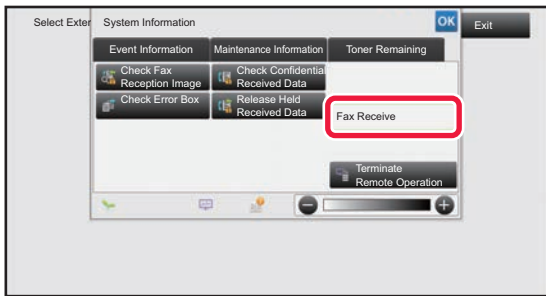 Select Exter
System Information
OK
Exit
Event Information
Maintenance Information
Toner Remaining
Check Fax
Reception Image
Check Confidential
Received Data
Check Error Box
Release Held
Received Data
Fax Receive
Terminate
Remote Operation